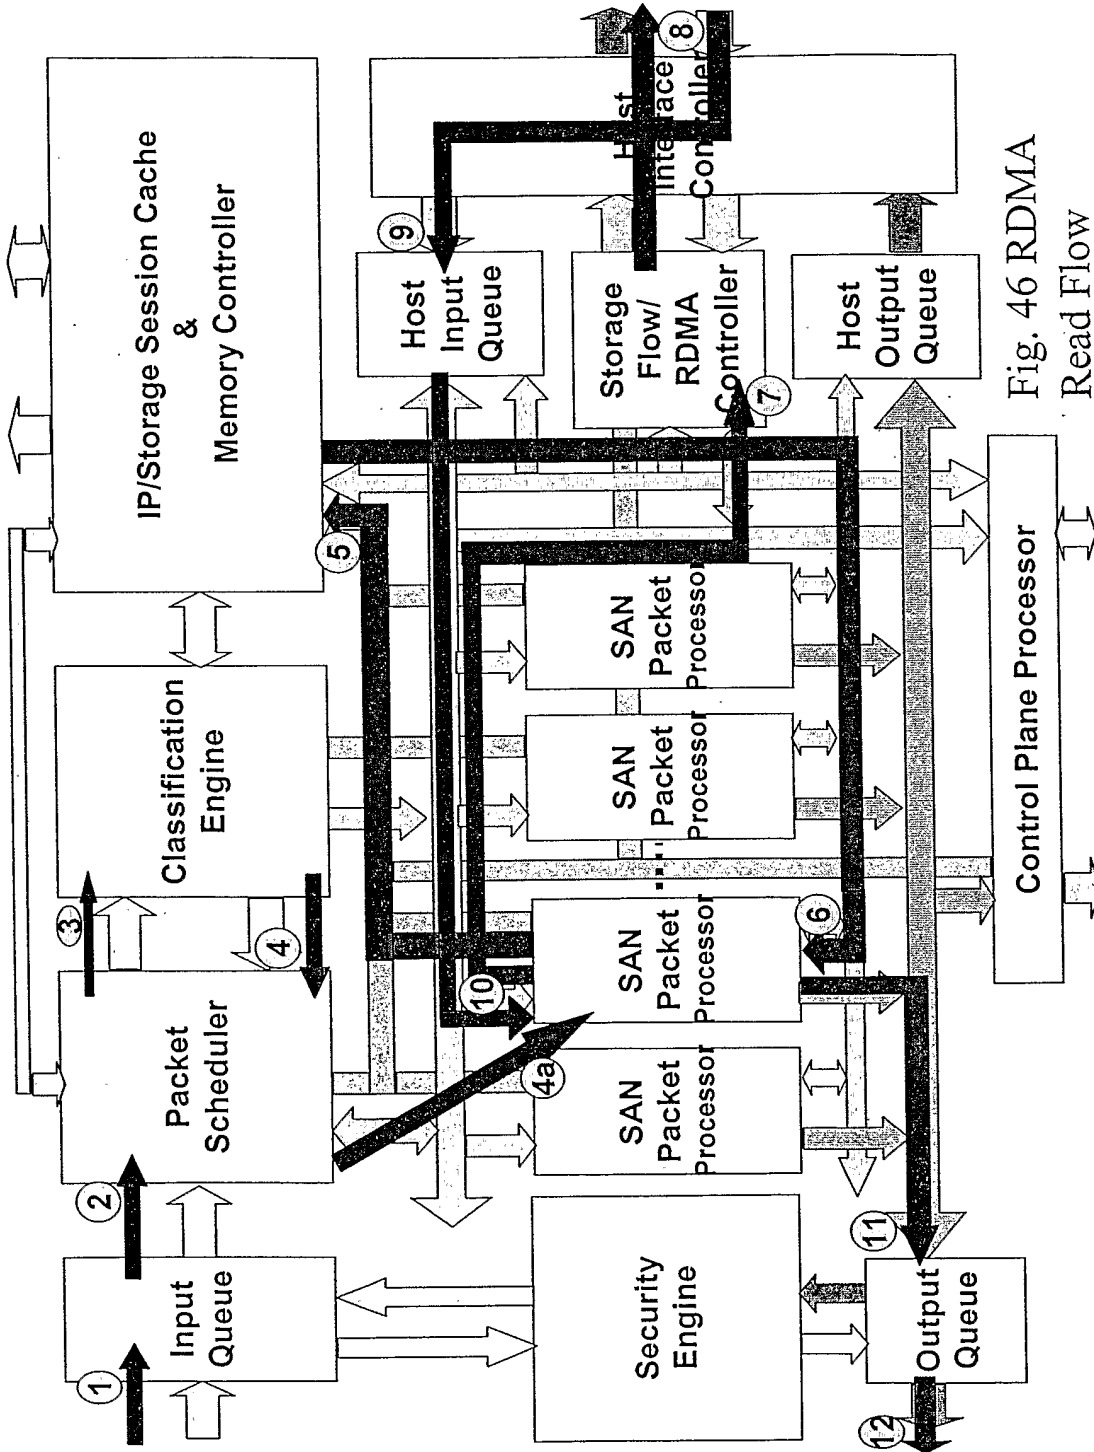 1
Input
Queue
2
Packet
Scheduler
3
4
Classification
Engine
IP/Storage Session Cache
&
Memory Controller
5
4a
10
Security
Engine
SAN
Packet
Processor
SAN
Packet
Processor
SAN
Packet
Processor
SAN
Packet
Processor
6
7
Host
Input
Queue
9
Storage
Flow/
RDMA
Controller
Host
Output
Queue
Host
Interface
Controller
8
11
Output
Queue
12
Control Plane Processor
Fig. 46 RDMA
Read Flow